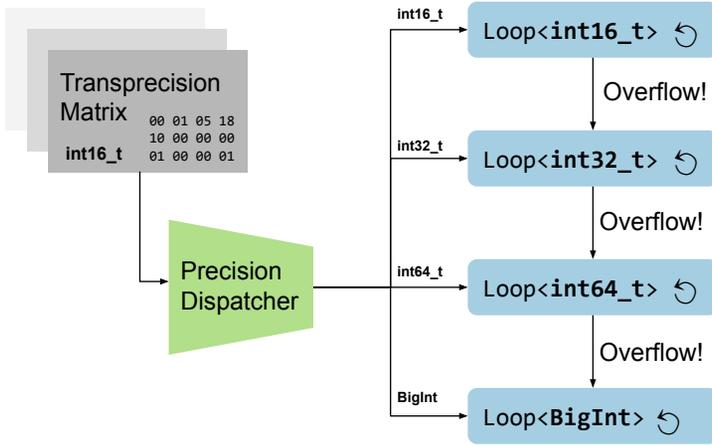 Transprecision
Matrix
00 01 05 18
10 00 00 00
01 00 00 01
int16_t
Precision
Dispatcher
int16_t
Loop<int16_t>
Overflow!
int32_t
Loop<int32_t>
Overflow!
int64_t
Loop<int64_t>
Overflow!
BigInt
Loop<BigInt>